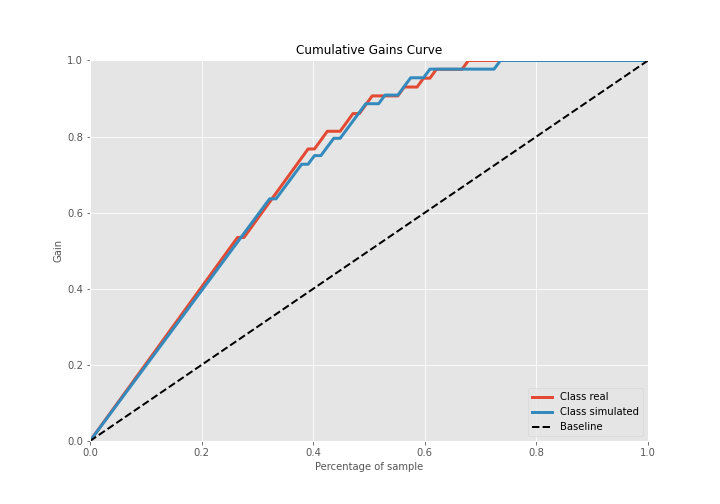 Cumulative Gains Curve
1.0
0.8
0.6
0.4
0.2
0.0
Gain
0.0 0.2 0.4 0.6 0.8 1.0
Percentage of sample
Class real
Class simulated
Baseline